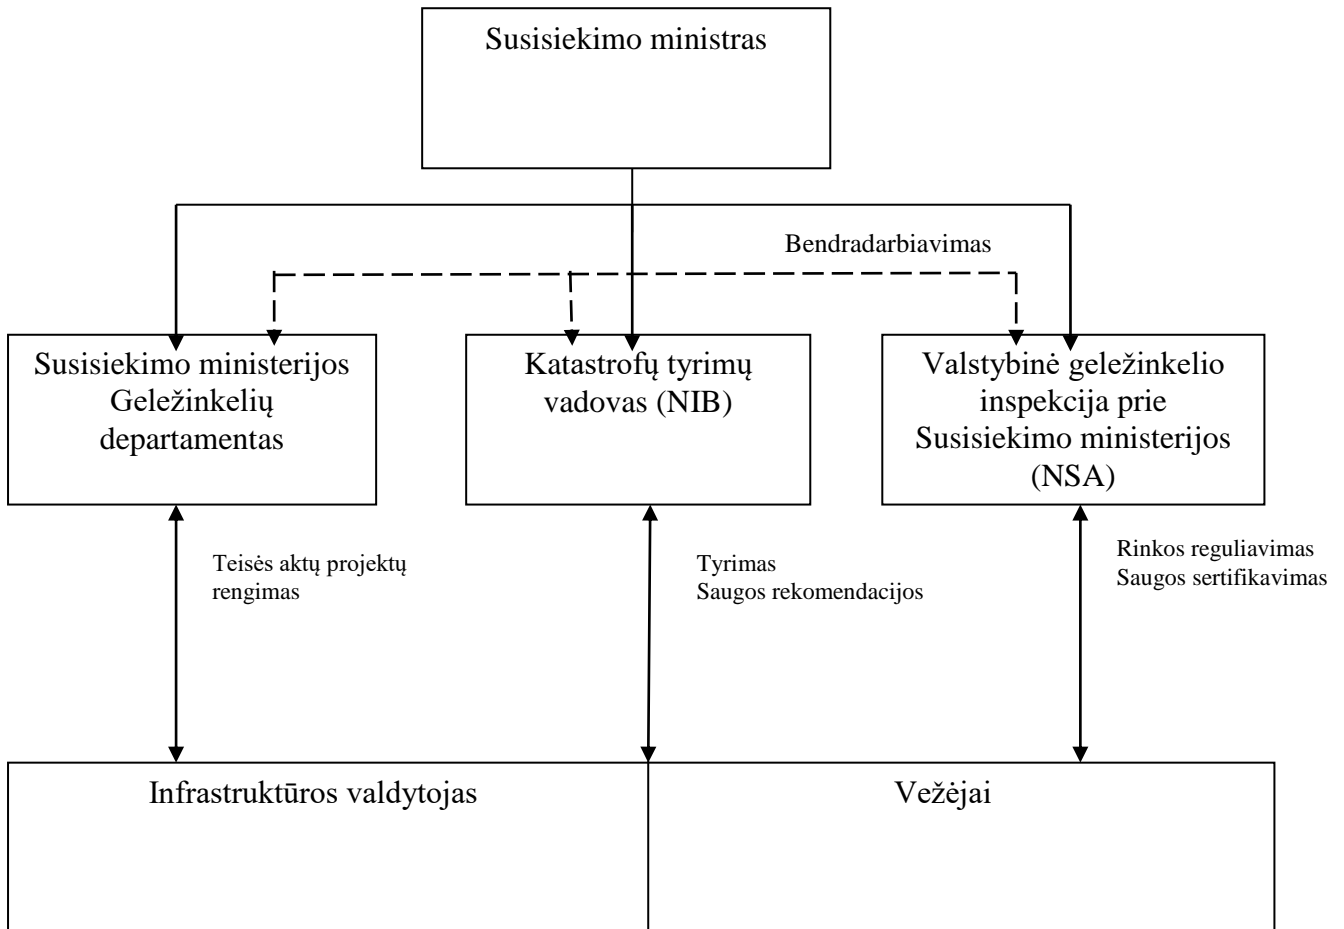 Susisiekimo ministras
Bendradarbiavimas
Susisiekimo ministerijos
Geležinkelių
departamentas
Katastrofų tyrimų
vadovas (NIB)
Valstybinė geležinkelio
inspekcija prie
Susisiekimo ministerijos
(NSA)
Teisės aktų projektų
rengimas
Tyrimas
Saugos rekomendacijos
Rinkos reguliavimas
Saugos sertifikavimas
Infrastruktūros valdytojas
Vežėjai